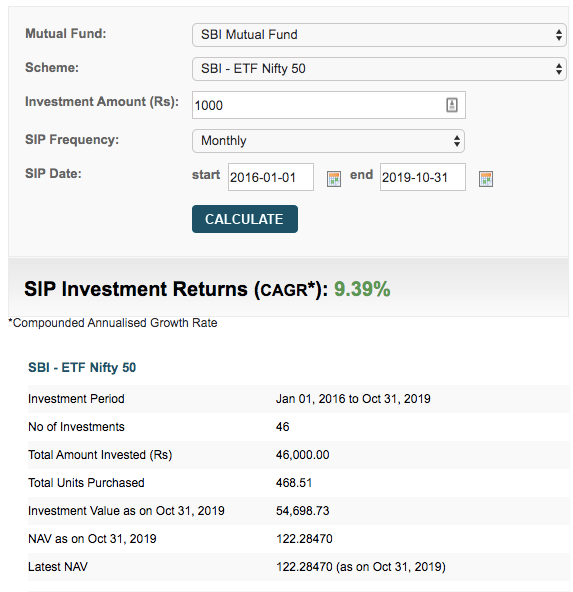 Mutual Fund: SBI Mutual Fund
Scheme: SBI - ETF Nifty 50
Investment Amount (Rs): 1000
SIP Frequency: Monthly
SIP Date: start 2016-01-01 end 2019-10-31
CALCULATE
SIP Investment Returns (CAGR*): 9.39%
*Compounded Annualised Growth Rate
SBI - ETF Nifty 50
Investment Period Jan 01, 2016 to Oct 31, 2019
No of Investments 46
Total Amount Invested (Rs) 46,000.00
Total Units Purchased 468.51
Investment Value as on Oct 31, 2019 54,698.73
NAV as on Oct 31, 2019 122.28470
Latest NAV 122.28470 (as on Oct 31, 2019)